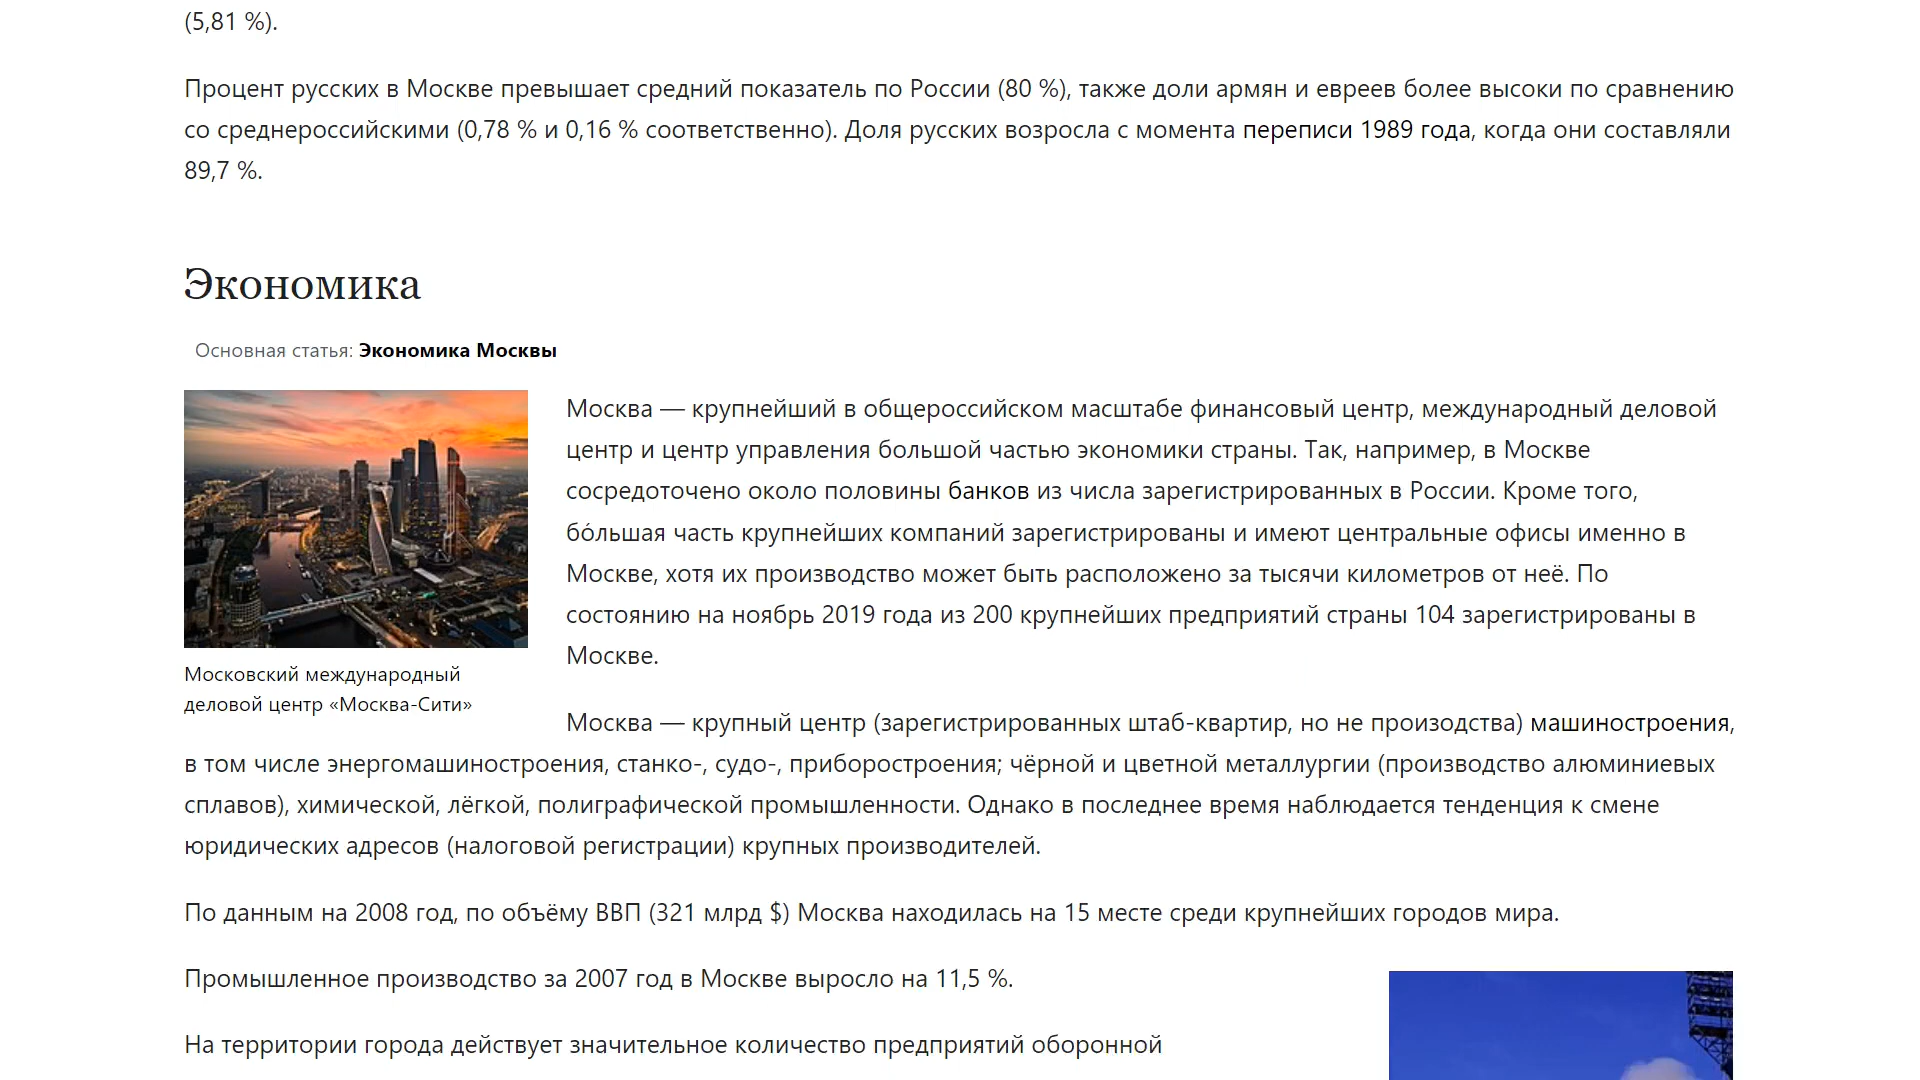 (5,81 %).
Процент русских в Москве превышает средний показатель по России (80 %), также доли армян и евреев более высоки по сравнению
со среднероссийскими (0,78 % и 0,16 % соответственно). Доля русских возросла с момента переписи 1989 года, когда они составляли
89,7 %.
Экономика
Основная статья: Экономика Москвы
Москва — крупнейший в общероссийском масштабе финансовый центр, международный деловой
центр и центр управления большой частью экономики страны. Так, например, в Москве
сосредоточено около половины банков из числа зарегистрированных в России. Кроме того,
бо́льшая часть крупнейших компаний зарегистрированы и имеют центральные офисы именно в
Москве, хотя их производство может быть расположено за тысячи километров от неё. По
состоянию на ноябрь 2019 года из 200 крупнейших предприятий страны 104 зарегистрированы в
Москве.
Московский международный
деловой центр «Москва-Сити»
Москва — крупный центр (зарегистрированных штаб-квартир, но не произодства) машиностроения,
в том числе энергомашиностроения, станко-, судо-, приборостроения; чёрной и цветной металлургии (производство алюминиевых
сплавов), химической, лёгкой, полиграфической промышленности. Однако в последнее время наблюдается тенденция к смене
юридических адресов (налоговой регистрации) крупных производителей.
По данным на 2008 год, по объёму ВВП (321 млрд $) Москва находилась на 15 месте среди крупнейших городов мира.
Промышленное производство за 2007 год в Москве выросло на 11,5 %.
На территории города действует значительное количество предприятий оборонной